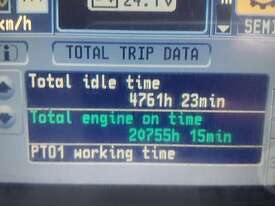 24.1V
km/h
SEMI
i TOTAL TRIP DATA
Total idle time
4761h 23min
Total engine on time
20755h 15min
PTO1 working time